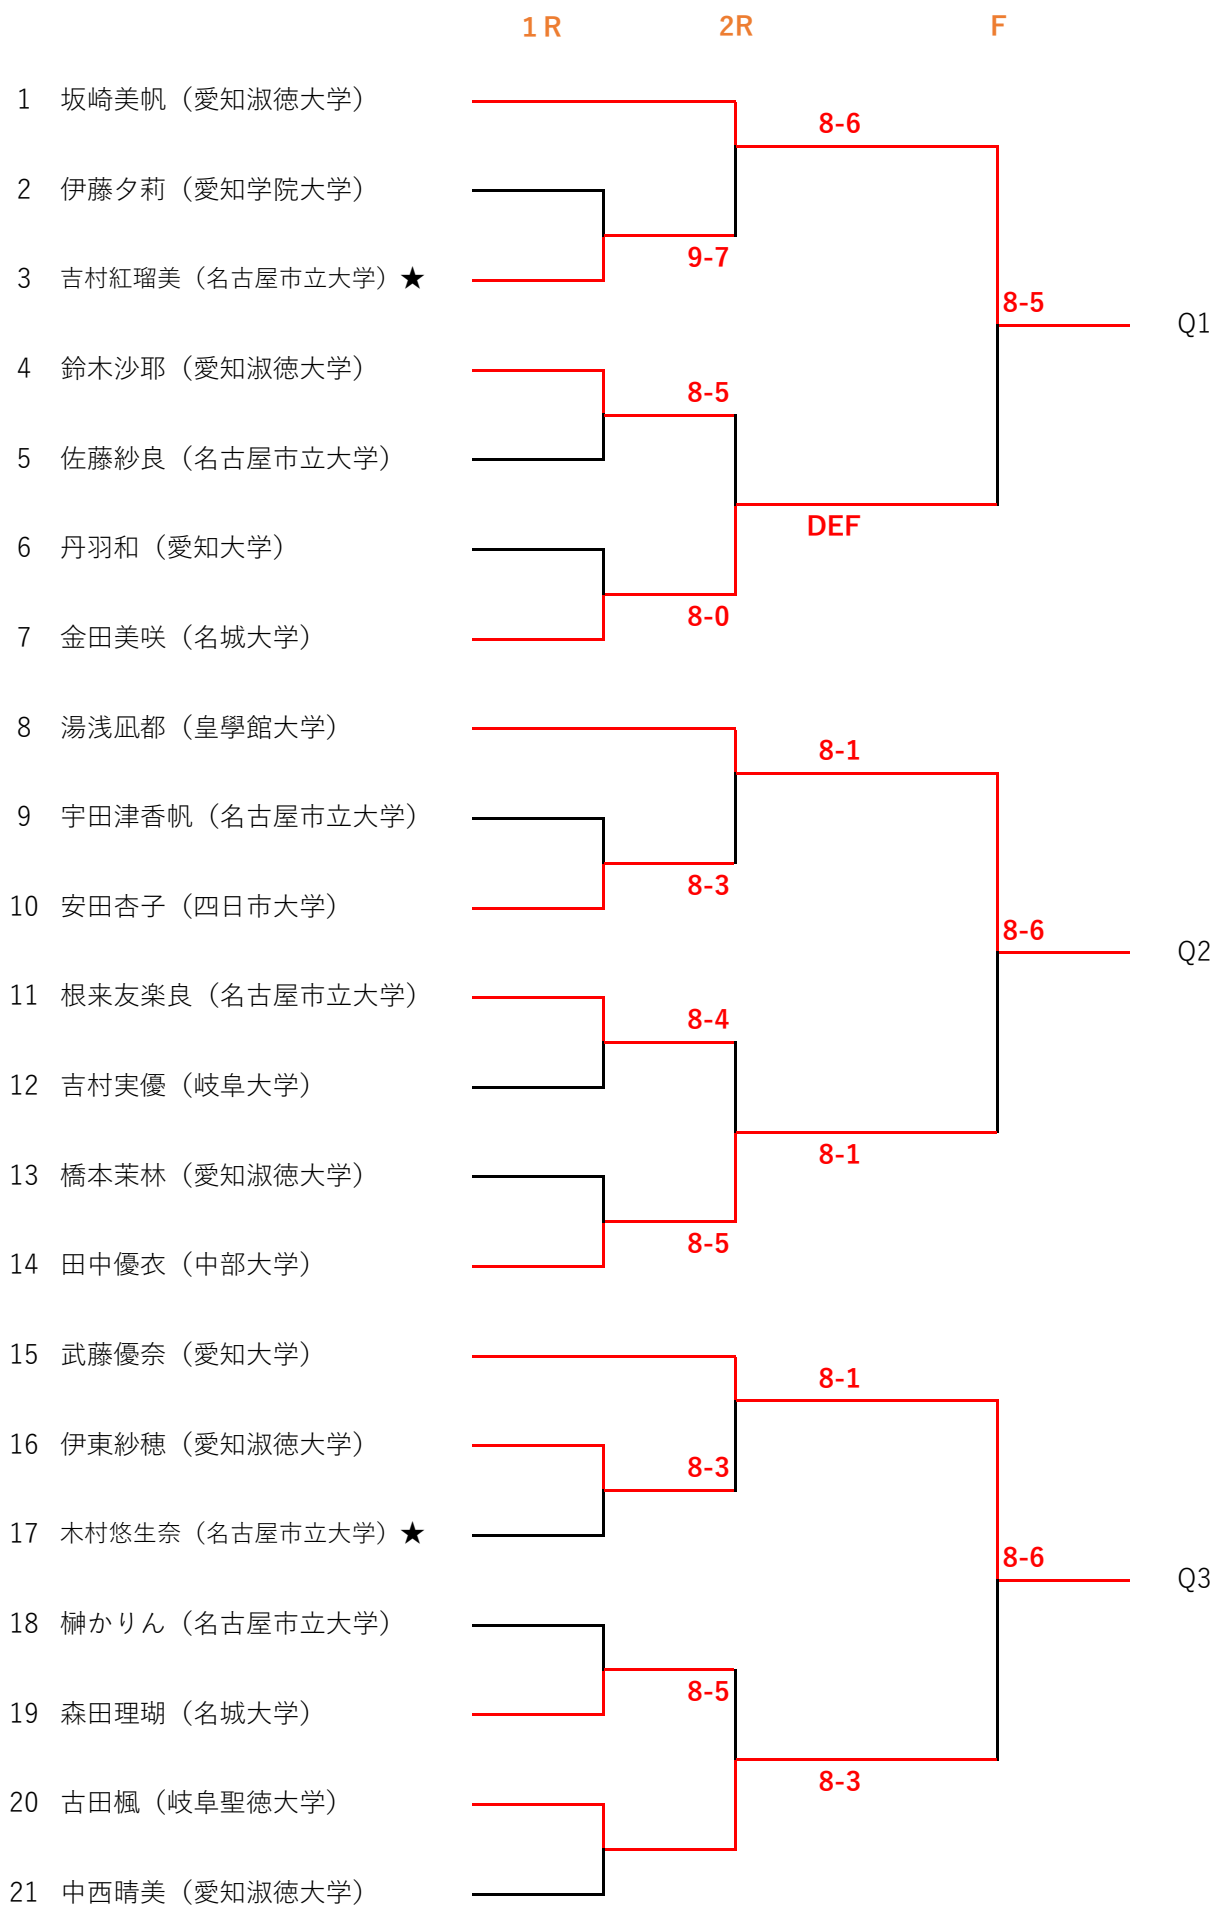 1 R 2R F
1 坂崎美帆（愛知淑徳大学）
8-6
2 伊藤夕莉（愛知学院大学）
9-7
3 吉村紅瑠美（名古屋市立大学）★
8-5 Q1
4 鈴木沙耶（愛知淑徳大学）
8-5
5 佐藤紗良（名古屋市立大学）
DEF
6 丹羽和（愛知大学）
8-0
7 金田美咲（名城大学）
8 湯浅凪都（皇學館大学）
8-1
9 宇田津香帆（名古屋市立大学）
8-3
10 安田杏子（四日市大学）
8-6 Q2
11 根来友楽良（名古屋市立大学）
8-4
12 吉村実優（岐阜大学）
8-1
13 橋本茉林（愛知淑徳大学）
8-5
14 田中優衣（中部大学）
15 武藤優奈（愛知大学）
8-1
16 伊東紗穂（愛知淑徳大学）
8-3
17 木村悠生奈（名古屋市立大学）★
8-6 Q3
18 榊かりん（名古屋市立大学）
8-5
19 森田理瑚（名城大学）
8-3
20 古田楓（岐阜聖徳大学）
21 中西晴美（愛知淑徳大学）